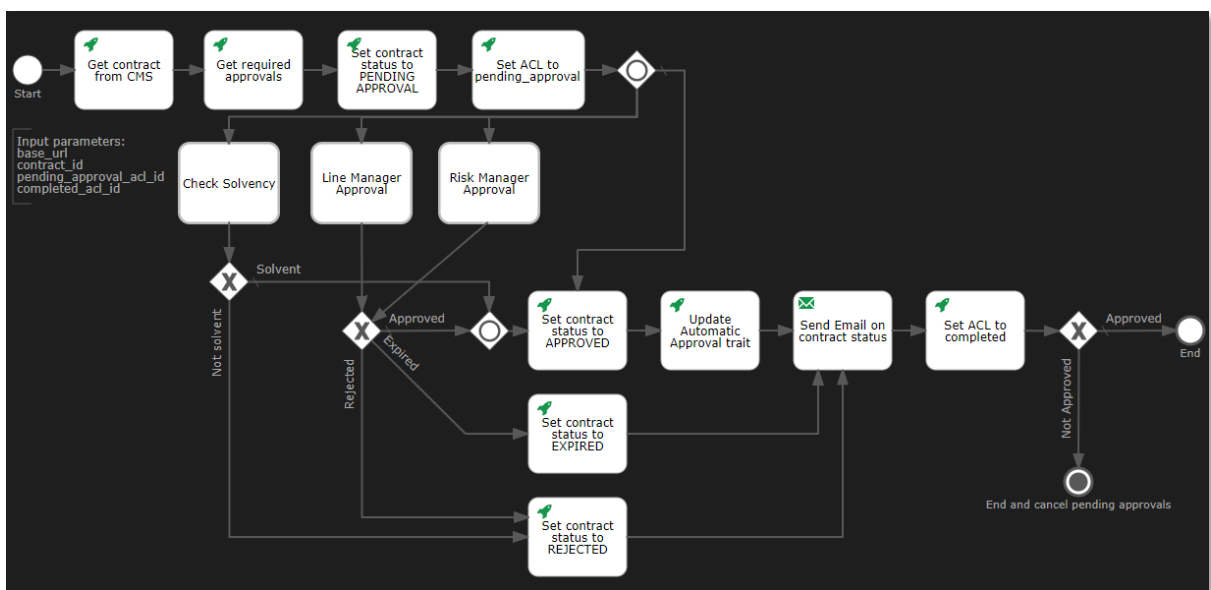 Get contract
from CMS
Get required
approvals
Set contract
status to
PENDING
APPROVAL
Set ACL to
pending_approval
Start
Input parameters:
base_url
contract_id
pending_approval_acl_id
completed_acl_id
Check Solvency
Line Manager
Approval
Risk Manager
Approval
X
Solvent
Not solvent
X
Approved
Expired
Rejected
Set contract
status to
APPROVED
Update
Automatic
Approval trait
Send Email on
contract status
Set ACL to
completed
X
Approved
End
Not Approved
Set contract
status to
EXPIRED
End and cancel pending approvals
Set contract
status to
REJECTED